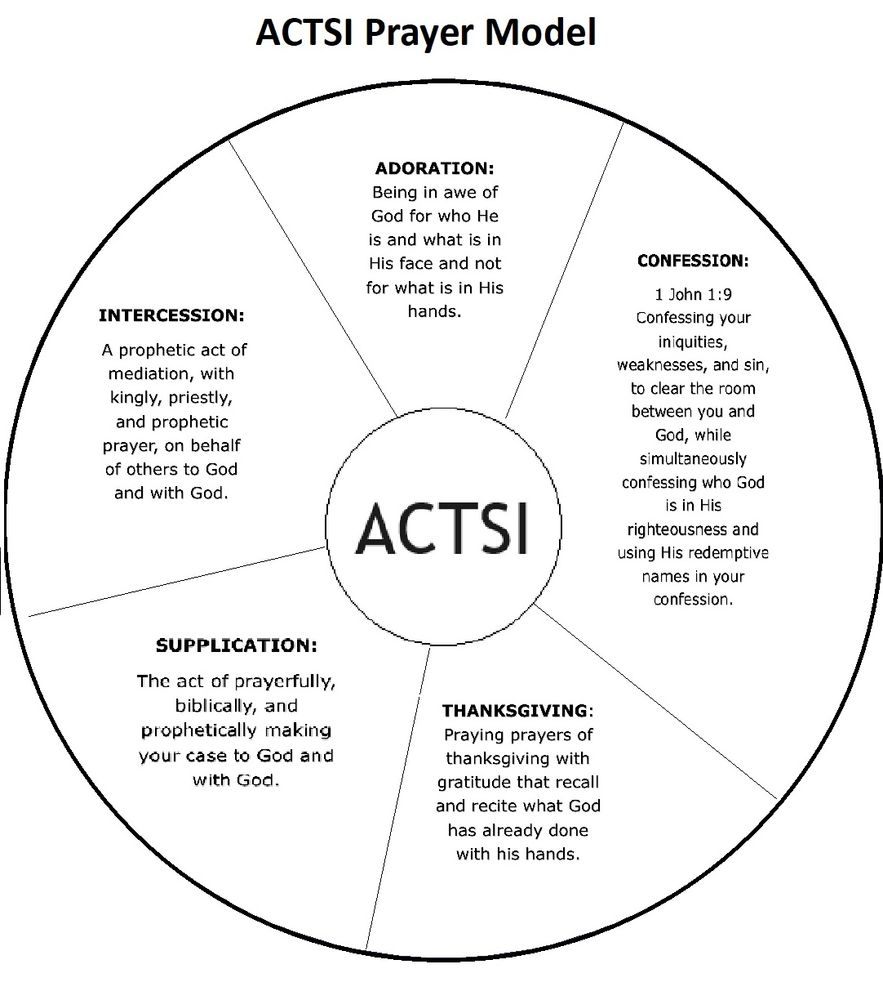 ACTSI Prayer Model
ADORATION:
Being in awe of
God for who He
is and what is in
His face and not
for what is in His
hands.
CONFESSION:
1 John 1:9
Confessing your
iniquities,
weaknesses, and sin,
to clear the room
between you and
God, while
simultaneously
confessing who God
is in His
righteousness and
using His redemptive
names in your
confession.
THANKSGIVING:
Praying prayers of
thanksgiving with
gratitude that recall
and recite what God
has already done
with his hands.
SUPPLICATION:
The act of prayerfully,
biblically, and
prophetically making
your case to God and
with God.
INTERCESSION:
A prophetic act of
mediation, with
kingly, priestly,
and prophetic
prayer, on behalf
of others to God
and with God.
ACTSI